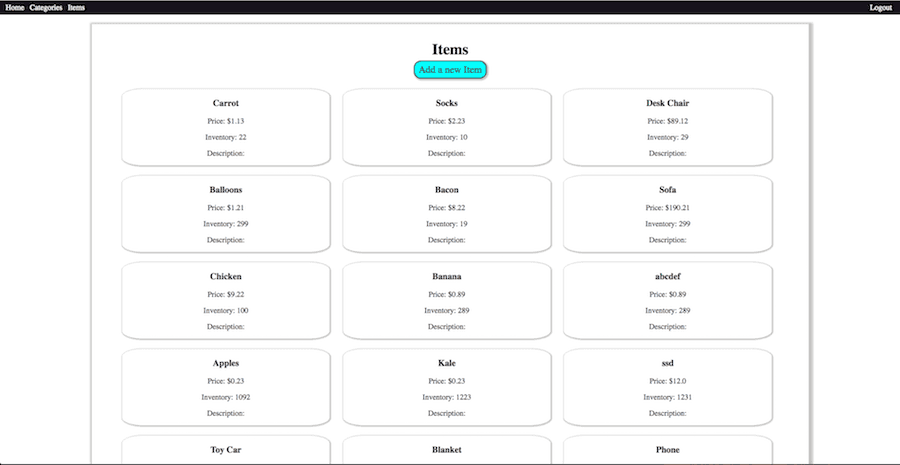 Home Categories Items Logout
Items
Add a new Item
Carrot Socks Desk Chair
Price: $1.13 Price: $2.23 Price: $89.12
Inventory: 22 Inventory: 10 Inventory: 29
Description: Description: Description:
Balloons Bacon Sofa
Price: $1.21 Price: $8.22 Price: $190.21
Inventory: 299 Inventory: 19 Inventory: 299
Description: Description: Description:
Chicken Banana abcdef
Price: $9.22 Price: $0.89 Price: $0.89
Inventory: 100 Inventory: 289 Inventory: 289
Description: Description: Description:
Apples Kale ssd
Price: $0.23 Price: $0.23 Price: $12.0
Inventory: 1092 Inventory: 1223 Inventory: 1231
Description: Description: Description:
Toy Car Blanket Phone